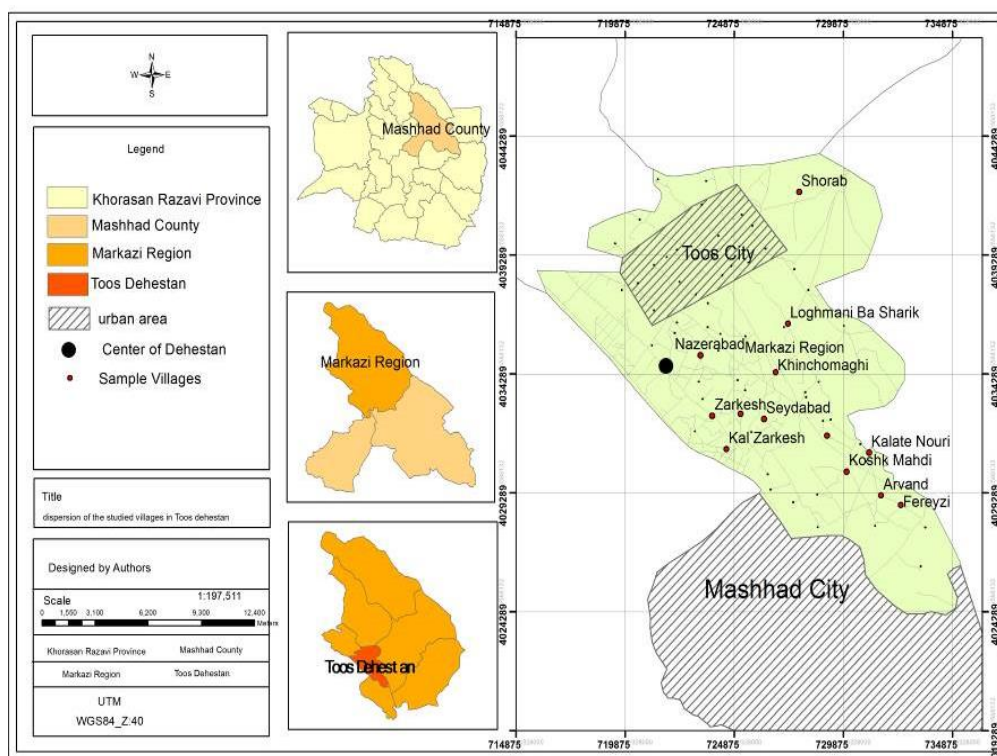 N
W E
S
Legend
Khorasan Razavi Province
Mashhad County
Markazi Region
Toos Dehestan
urban area
Center of Dehestan
Sample Villages
Title
dispersion of the studied villages in Toos dehestan
Designed by Authors
Scale 1:197,511
0 1,550 3,100 6,200 9,300 12,400
Meters
Khorasan Razavi Province Mashhad County
Markazi Region Toos Dehestan
UTM
WGS84_Z:40
Mashhad County
Markazi Region
Toos Dehestan
714875 719875 724875 729875 734875
4044289
4039289
4034289
4029289
4024289
Shorab
Toos City
Loghmani Ba Sharik
Nazerabad
Markazi Region
Khinchomaghi
Zarkesh
Seydabad
Kal Zarkesh
Kalate Nouri
Koshk Mahdi
Arvand
Fereyzi
Mashhad City
4044289
4039289
4034289
4029289
4024289
714875 719875 724875 729875 734875